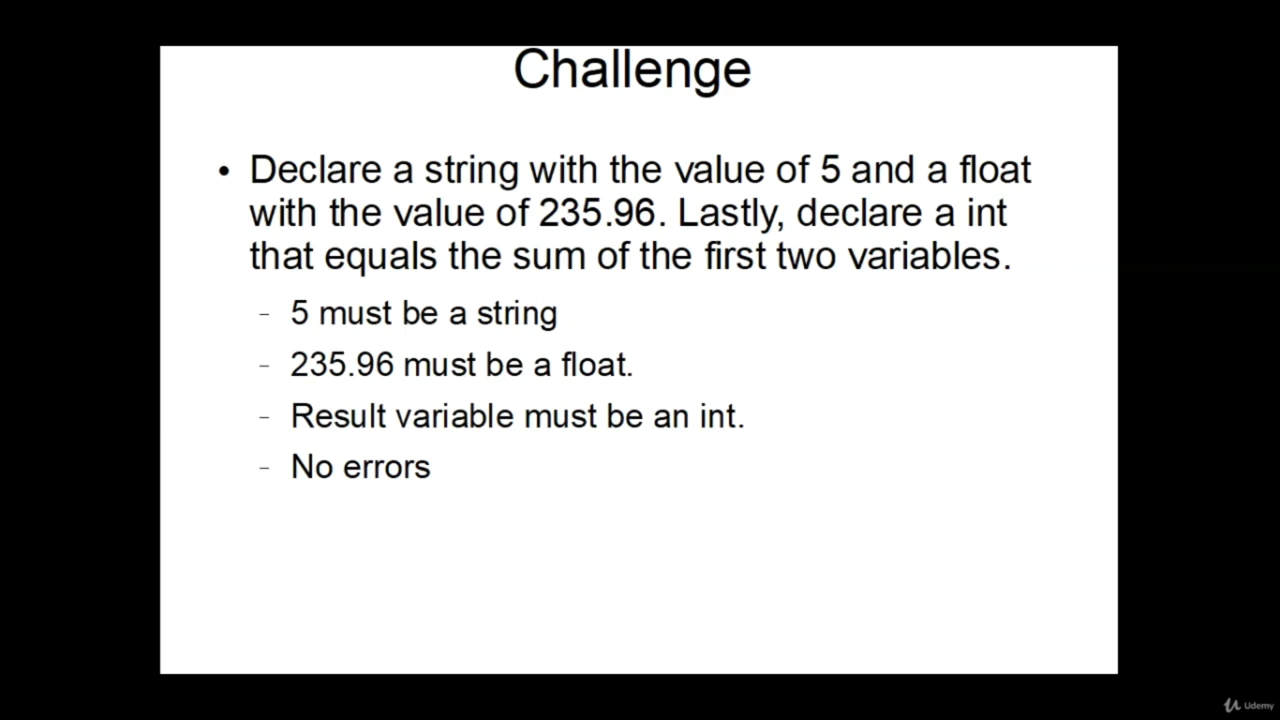 Challenge
• Declare a string with the value of 5 and a float
with the value of 235.96. Lastly, declare a int
that equals the sum of the first two variables.
– 5 must be a string
– 235.96 must be a float.
– Result variable must be an int.
– No errors
Udemy